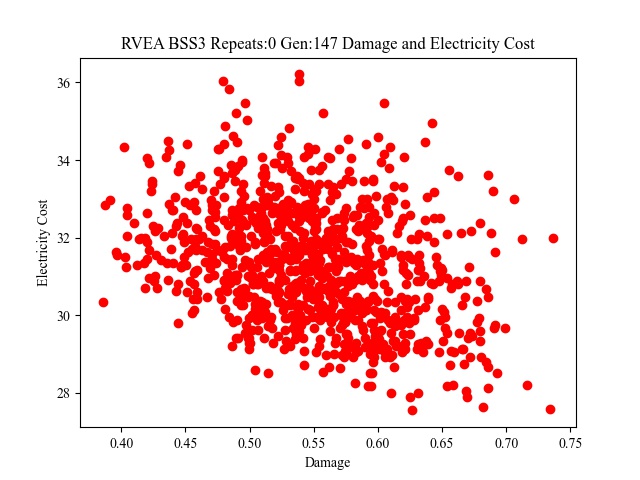 RVEA BSS3 Repeats:0 Gen:147 Damage and Electricity Cost
36
34
32
30
28
Electricity Cost
0.40 0.45 0.50 0.55 0.60 0.65 0.70 0.75
Damage